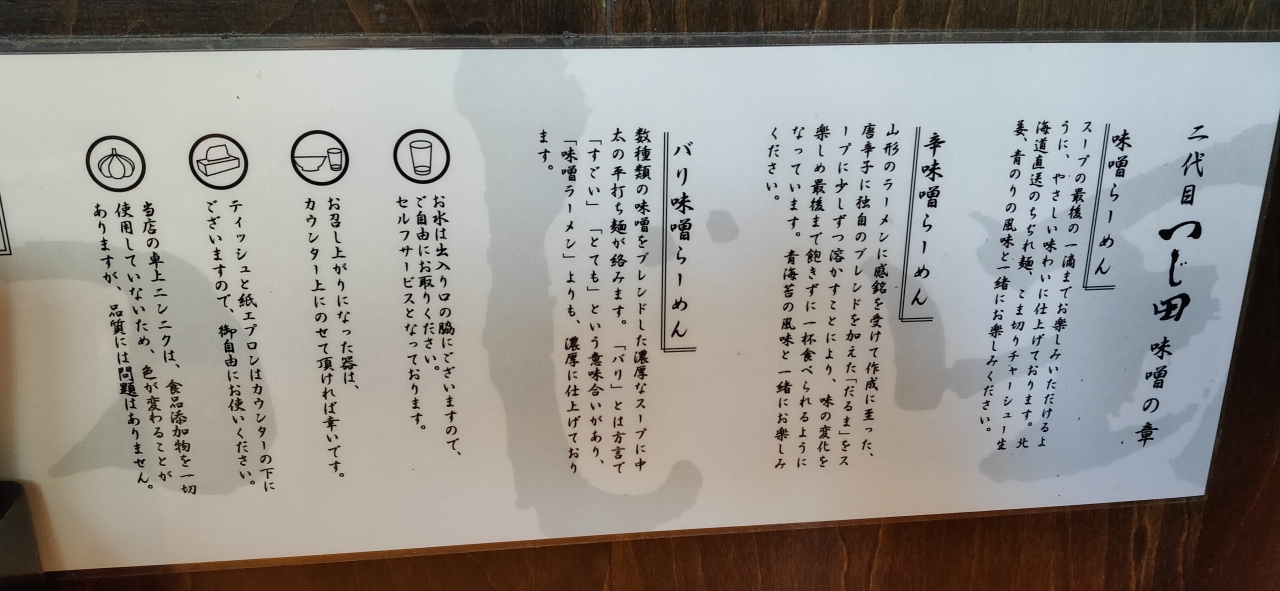 二代目つじ田 味噌の章
味噌らーめん
スープの最後の一滴までお楽しみいただけるよ
うに、やさしい味わいに仕上げております。北
海道直送のちぢれ麺、こま切りチャーシュー生
姜、青のりの風味と一緒にお楽しみください。
辛味噌らーめん
山形のラーメンに感銘を受けて作成に至った、
唐辛子に独自のブレンドを加えた「だるま」をス
ープに少しずつ溶かすことにより、味の変化を
楽しめ最後まで飽きずに一杯食べられるように
なっています。青海苔の風味と一緒にお楽しみ
ください。
バリ味噌らーめん
数種類の味噌をブレンドした濃厚なスープに中
太の平打ち麺が絡みます。「バリ」とは方言で
「すごい」「とても」という意味合いがあり、
「味噌ラーメン」よりも、濃厚に仕上げており
ます。
お水は出入り口の脇にございますので、
ご自由にお取りください。
セルフサービスとなっております。
お召し上がりになった器は、
カウンター上にのせて頂ければ幸いです。
ティッシュと紙エプロンはカウンターの下に
ございますので、御自由にお使いください。
当店の卓上ニンニクは、食品添加物を一切
使用していないため、色が変わることが
ありますが、品質には問題はありません。